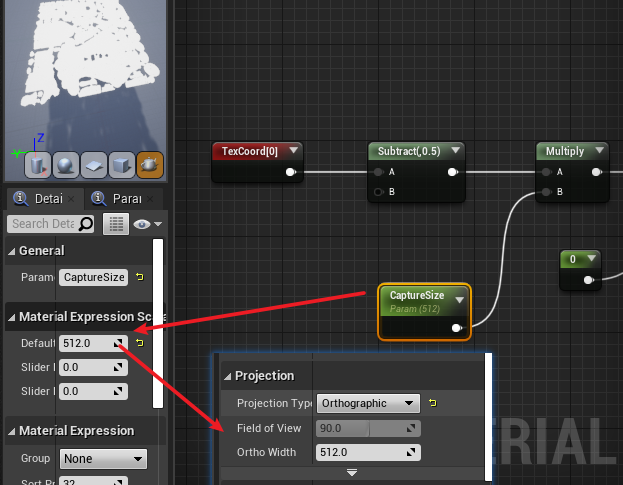 Z
Y
TexCoord[0]
Subtract(,0.5)
A
B
Multiply
A
B
0
CaptureSize
Param (512)
Detai
Parar
Search Detai
General
Param
CaptureSize
Material Expression Sca
Default
512.0
Slider
0.0
Slider
0.0
Material Expression
Group
None
Sort Pr
32
Projection
Projection Type
Orthographic
Field of View
90.0
Ortho Width
512.0
ERIAL